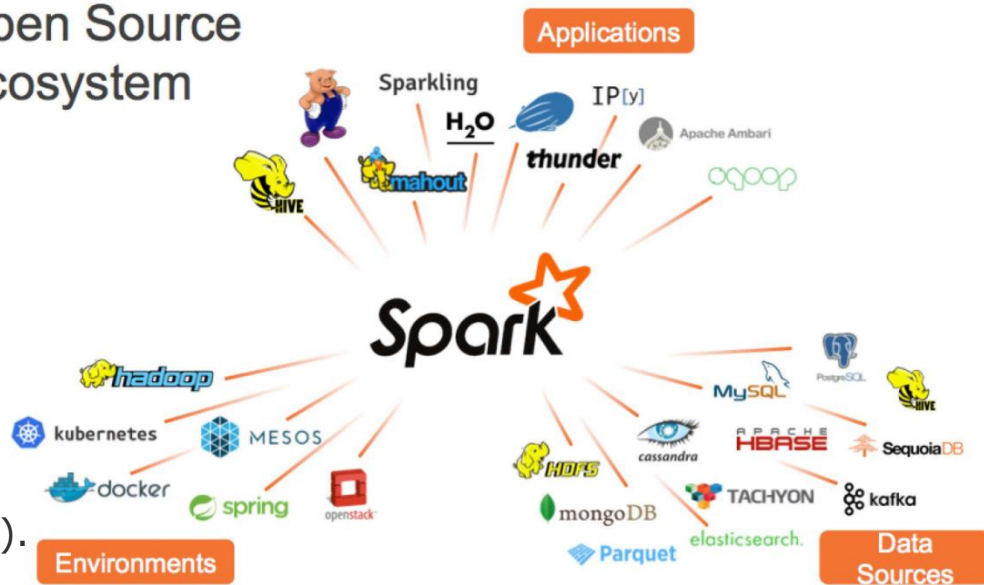 pen Source
cosystem
Applications
Sparkling
H₂O
IP[y]
thunder
Apache Ambari
mahout
sqoop
HIVE
Spark
hadoop
PostgreSQL
MySQL
HIVE
kubernetes
MESOS
cassandra
APACHE
HBASE
SequoiaDB
HDFS
docker
spring
openstack
mongoDB
TACHYON
kafka
elasticsearch.
Parquet
).
Environments
Data
Sources